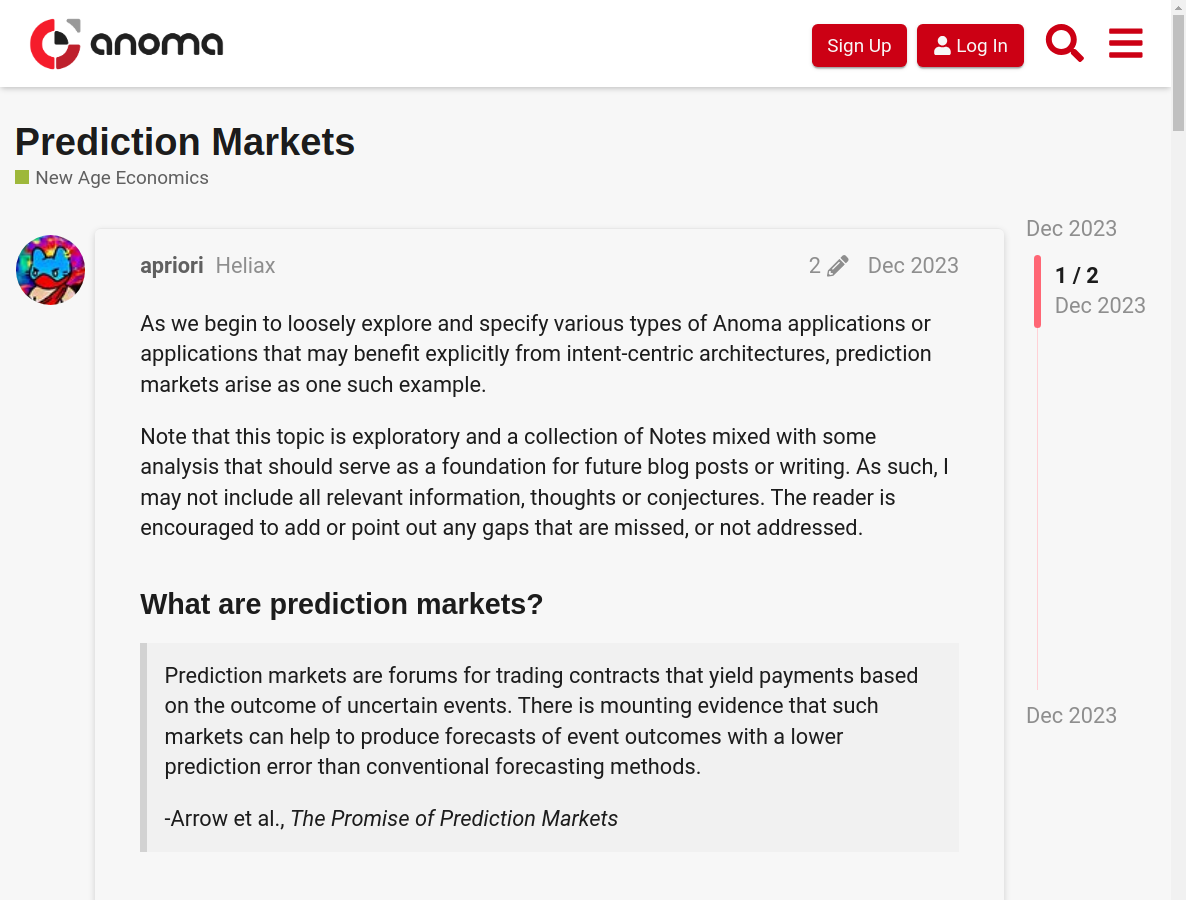 anoma
Sign Up
Log In
Prediction Markets
New Age Economics
Dec 2023
apriori Heliax
2
Dec 2023
1 / 2
Dec 2023
As we begin to loosely explore and specify various types of Anoma applications or
applications that may benefit explicitly from intent-centric architectures, prediction
markets arise as one such example.
Note that this topic is exploratory and a collection of Notes mixed with some
analysis that should serve as a foundation for future blog posts or writing. As such, I
may not include all relevant information, thoughts or conjectures. The reader is
encouraged to add or point out any gaps that are missed, or not addressed.
What are prediction markets?
Prediction markets are forums for trading contracts that yield payments based
on the outcome of uncertain events. There is mounting evidence that such
markets can help to produce forecasts of event outcomes with a lower
prediction error than conventional forecasting methods.
Dec 2023
-Arrow et al., The Promise of Prediction Markets